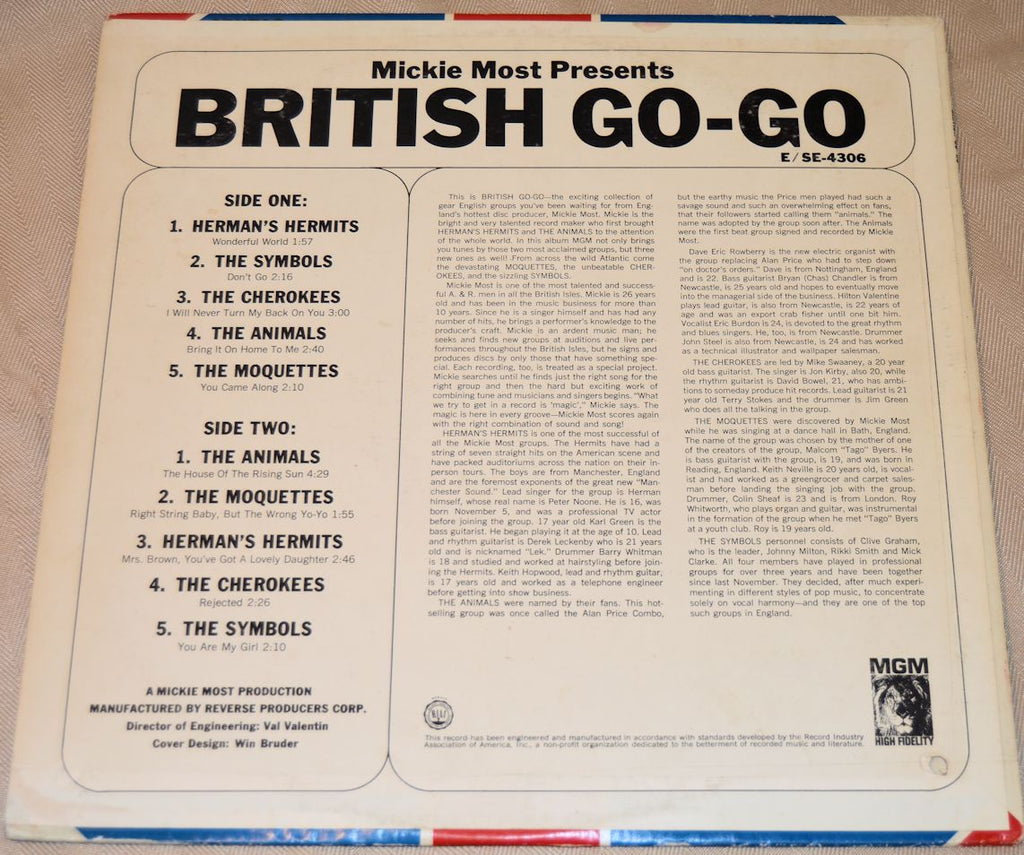 Mickie Most Presents
BRITISH GO-GO
E/SE-4306
SIDE ONE:
1. HERMAN'S HERMITS
Wonderful World 1:57
2. THE SYMBOLS
Don't Go 2:16
3. THE CHEROKEES
I Will Never Turn My Back On You 3:00
4. THE ANIMALS
Bring It On Home To Me 2:40
5. THE MOQUETTES
You Came Along 2:10
SIDE TWO:
1. THE ANIMALS
The House Of The Rising Sun 4:29
2. THE MOQUETTES
Right String Baby, But The Wrong Yo-Yo 1:55
3. HERMAN'S HERMITS
Mrs. Brown, You've Got A Lovely Daughter 2:46
4. THE CHEROKEES
Rejected 2:26
5. THE SYMBOLS
You Are My Girl 2:10
A MICKIE MOST PRODUCTION
MANUFACTURED BY REVERSE PRODUCERS CORP.
Director of Engineering: Val Valentin
Cover Design: Win Bruder
This is BRITISH GO-GO—the exciting collection of
gear English groups you've been waiting for from Eng-
land's hottest disc producer, Mickie Most. Mickie is the
bright and very talented record maker who first brought
HERMAN'S HERMITS and THE ANIMALS to the attention
of the whole world. In this album MGM not only brings
you tunes by those two most acclaimed groups, but three
new ones as well! From across the wild Atlantic come
the devastating MOQUETTES, the unbeatable CHER-
OKEES, and the sizzling SYMBOLS.
Mickie Most is one of the most talented and success-
ful A. & R. men in all the British Isles. Mickie is 26 years
old and has been in the music business for more than
10 years. Since he is a singer himself and has had any
number of hits, he brings a performer's knowledge to the
producer's craft. Mickie is an ardent music man; he
seeks and finds new groups at auditions and live per-
formances throughout the British Isles, but he signs and
produces discs by only those that have something spe-
cial. Each recording, too, is treated as a special project.
Mickie searches until he finds just the right song for the
right group and then the hard but exciting work of
combining tune and musicians and singers begins. "What
we try to get in a record is 'magic'," Mickie says. The
magic is here in every groove—Mickie Most scores again
with the right combination of sound and song!
HERMAN'S HERMITS is one of the most successful of
all the Mickie Most groups. The Hermits have had a
string of seven straight hits on the American scene and
have packed auditoriums across the nation on their in-
person tours. The boys are from Manchester, England
and are the foremost exponents of the great new "Man-
chester Sound." Lead singer for the group is Herman
himself, whose real name is Peter Noone. He is 16, was
born November 5, and was a professional TV actor
before joining the group. 17 year old Karl Green is the
bass guitarist. He began playing it at the age of 10. Lead
and rhythm guitarist is Derek Leckenby who is 21 years
old and is nicknamed "Lek." Drummer Barry Whitman
is 18 and studied and worked at hairstyling before join-
ing the Hermits. Keith Hopwood, lead and rhythm guitar,
is 17 years old and worked as a telephone engineer
before getting into show business.
THE ANIMALS were named by their fans. This hot-
selling group was once called the Alan Price Combo,
but the earthy music the Price men played had such a
savage sound and such an overwhelming effect on fans,
that their followers started calling them "animals." The
name was adopted by the group soon after. The Animals
were the first beat group signed and recorded by Mickie
Most.
Dave Eric Rowberry is the new electric organist with
the group replacing Alan Price who had to step down
"on doctor's orders." Dave is from Nottingham, England
and is 22. Bass guitarist Bryan (Chas) Chandler is from
Newcastle, is 25 years old and hopes to eventually move
into the managerial side of the business. Hilton Valentine
plays lead guitar, is also from Newcastle, is 22 years of
age and was an export crab fisher until one bit him.
Vocalist Eric Burdon is 24, is devoted to the great rhythm
and blues singers. He, too, is from Newcastle. Drummer
John Steel is also from Newcastle, is 24 and has worked
as a technical illustrator and wallpaper salesman.
THE CHEROKEES are led by Mike Swaaney, a 20 year
old bass guitarist. The singer is Jon Kirby, also 20, while
the rhythm guitarist is David Bowel, 21, who has ambi-
tions to someday produce hit records. Lead guitarist is 21
year old Terry Stokes and the drummer is Jim Green
who does all the talking in the group.
THE MOQUETTES were discovered by Mickie Most
while he was singing at a dance hall in Bath, England.
The name of the group was chosen by the mother of one
of the creators of the group, Malcom "Tago" Byers. He
is bass guitarist with the group, is 19, and was born in
Reading, England. Keith Neville is 20 years old, is vocal-
ist and had worked as a greengrocer and carpet sales-
man before landing the singing job with the group.
Drummer, Colin Sheaf is 23 and is from London. Roy
Whitworth, who plays organ and guitar, was instrumental
in the formation of the group when he met "Tago" Byers
at a youth club. Roy is 19 years old.
THE SYMBOLS personnel consists of Clive Graham,
who is the leader, Johnny Milton, Rikki Smith and Mick
Clarke. All four members have played in professional
groups for over three years and have been together
since last November. They decided, after much experi-
menting in different styles of pop music, to concentrate
solely on vocal harmony—and they are one of the top
such groups in England.
This record has been engineered and manufactured in accordance with standards developed by the Record Industry
Association of America, Inc., a non-profit organization dedicated to the betterment of recorded music and literature.
MGM
HIGH FIDELITY